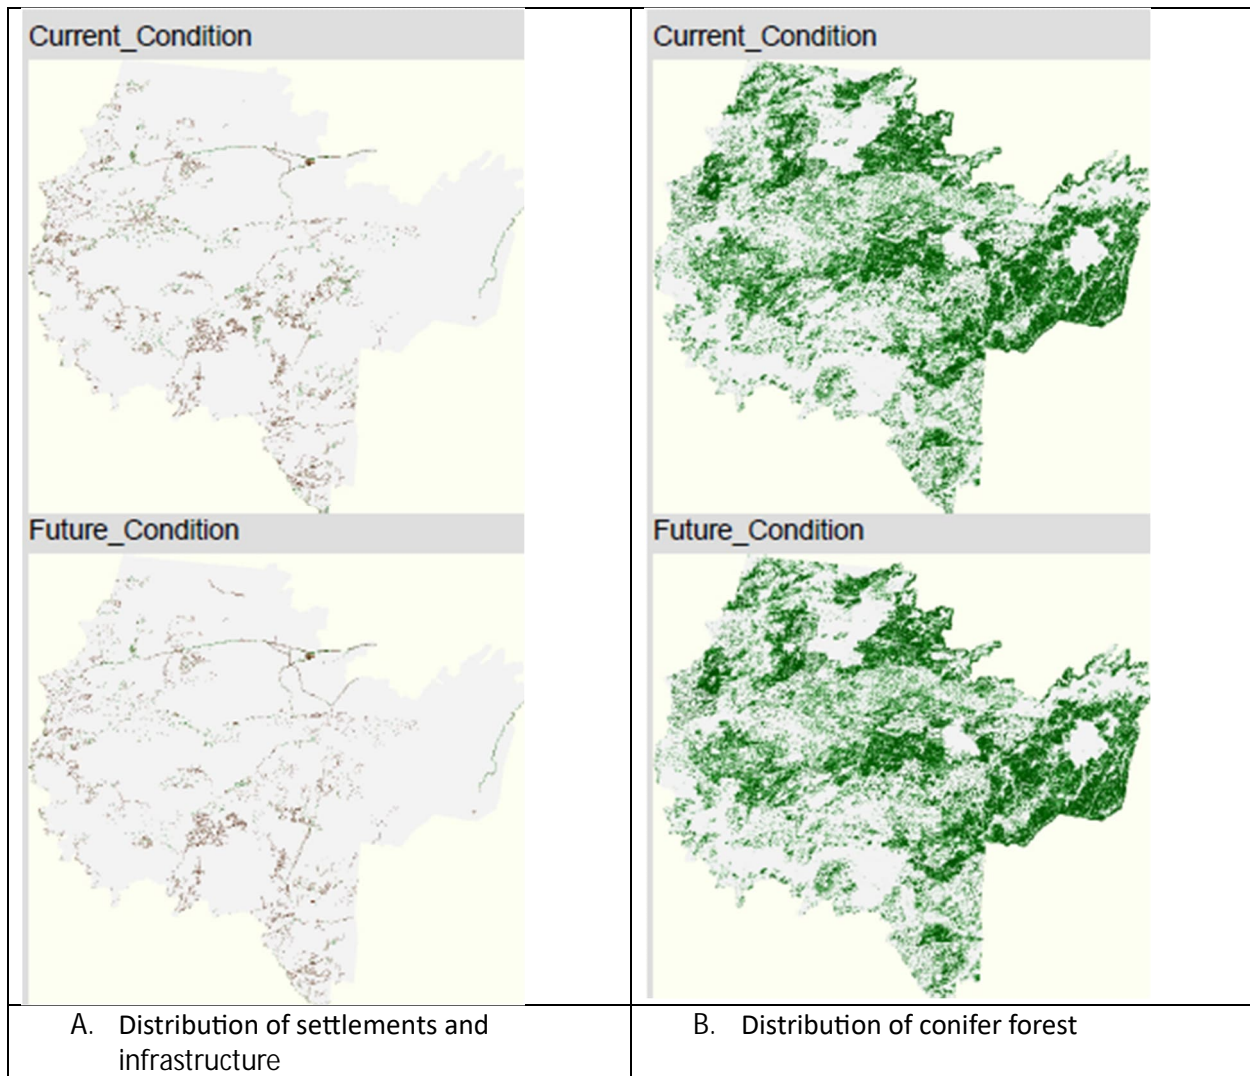 Current_Condition
Future_Condition
A. Distribution of settlements and
infrastructure
Current_Condition
Future_Condition
B. Distribution of conifer forest